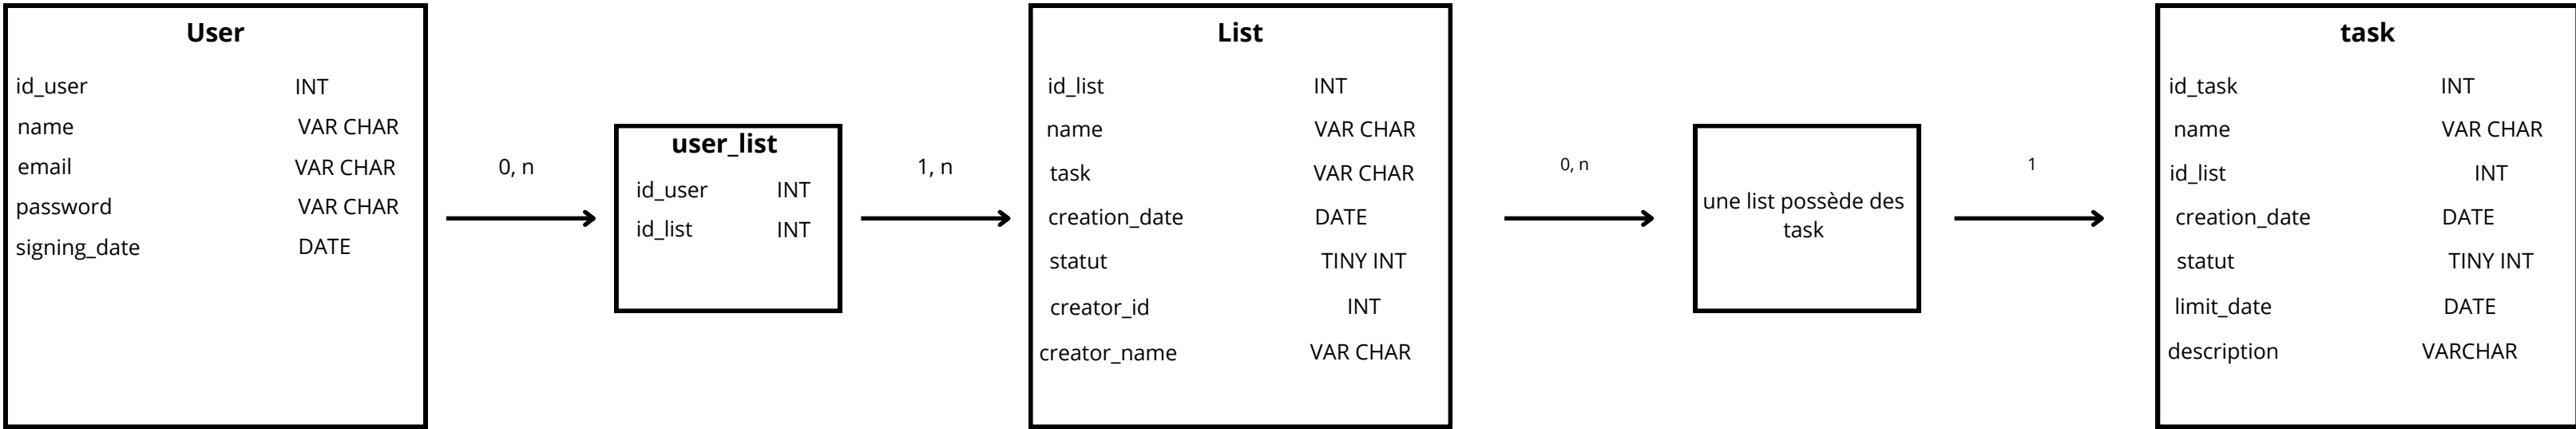 User
id_user INT
name VAR CHAR
email VAR CHAR
password VAR CHAR
signing_date DATE
0, n
user_list
id_user INT
id_list INT
1, n
List
id_list INT
name VAR CHAR
task VAR CHAR
creation_date DATE
statut TINY INT
creator_id INT
creator_name VAR CHAR
0, n
une list possède des
task
1
task
id_task INT
name VAR CHAR
id_list INT
creation_date DATE
statut TINY INT
limit_date DATE
description VARCHAR